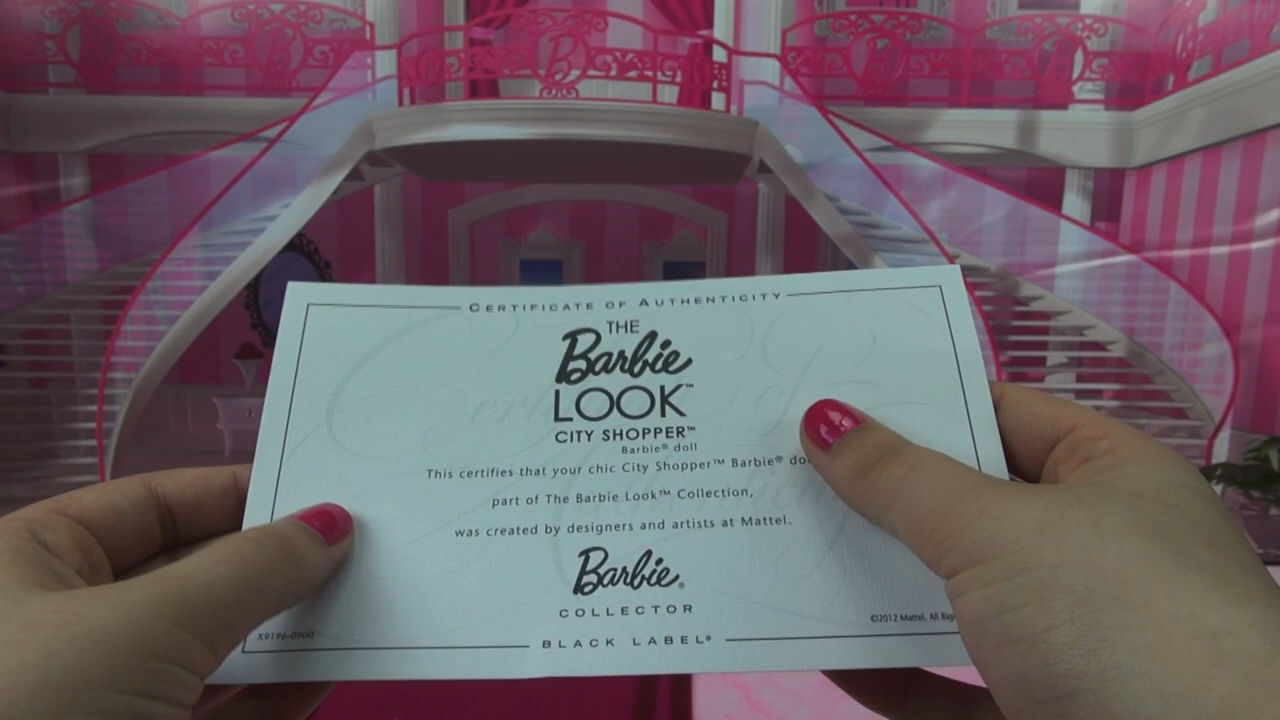 CERTIFICATE OF AUTHENTICITY
THE
Barbie
LOOK™
CITY SHOPPER™
Barbie® doll
This certifies that your chic City Shopper™ Barbie®
part of The Barbie Look™ Collection,
was created by designers and artists at Mattel.
Barbie®
COLLECTOR
X9196-0900
©2012 Mattel. All
BLACK LABEL®